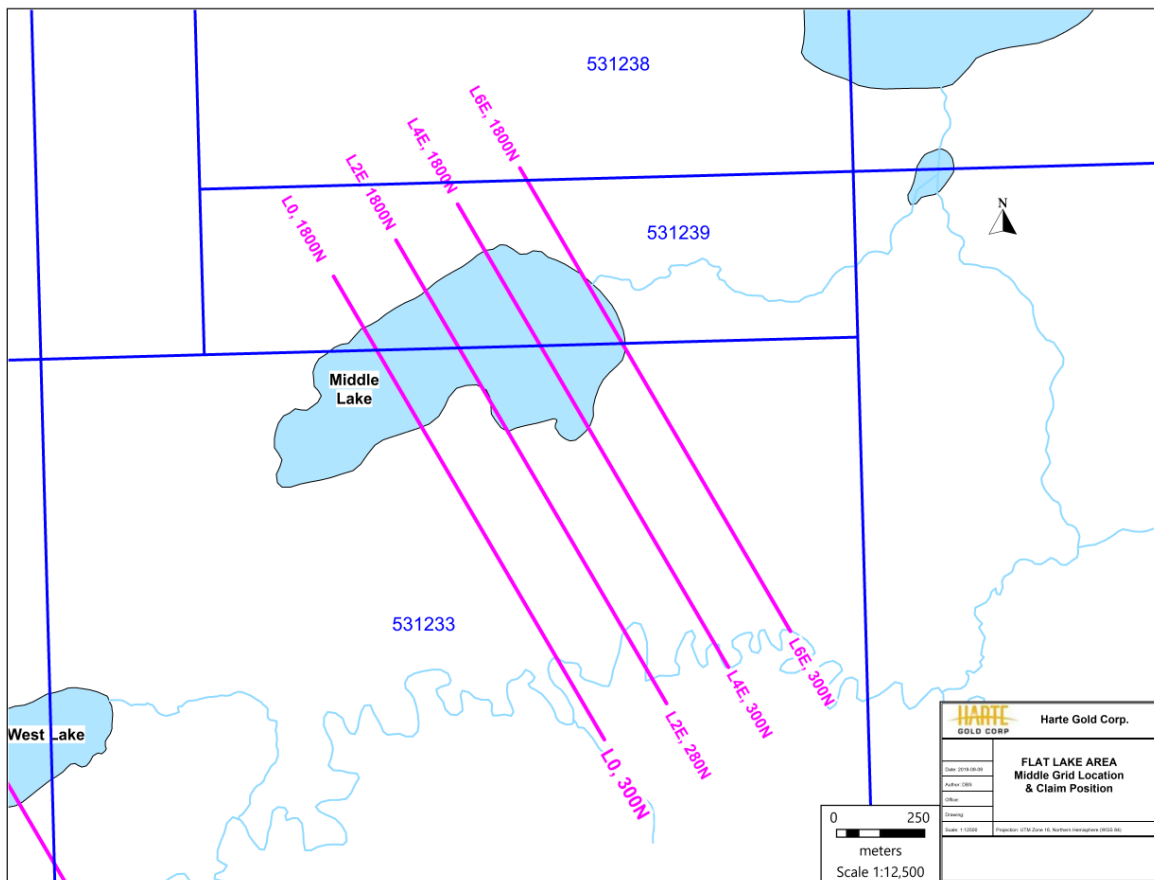 531238
L6E, 1800N
L4E, 1800N
L2E, 1800N
L0, 1800N
531239
N
Middle
Lake
531233
L6E, 300N
L4E, 300N
L2E, 280N
L0, 300N
West Lake
HARTE
GOLD CORP
Harte Gold Corp.
FLAT LAKE AREA
Middle Grid Location
& Claim Position
Date: 2019-09-09
Author: DBS
Office:
Drawing:
Scale: 1:12500
Projection: UTM Zone 16, Northern Hemisphere (WGS 84)
0 250
meters
Scale 1:12,500